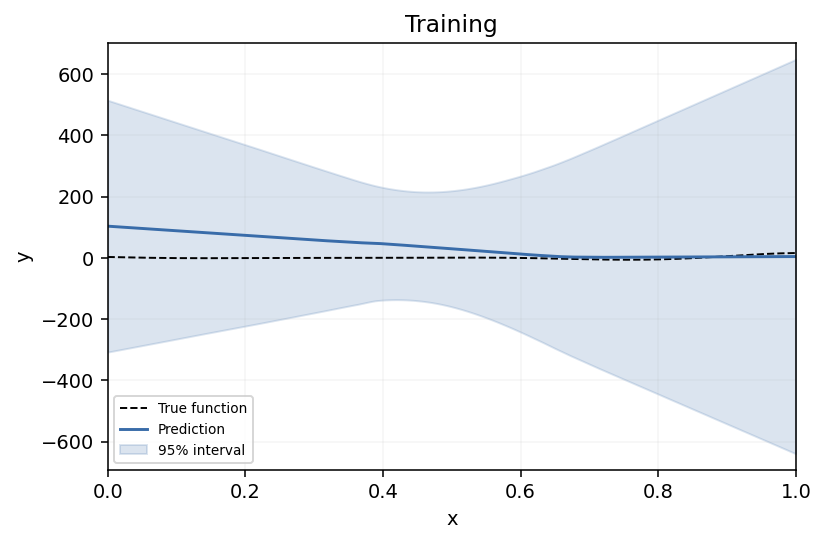 Training
600
400
200
0
−200
−400
−600
y
True function
Prediction
95% interval
0.0 0.2 0.4 0.6 0.8 1.0
x